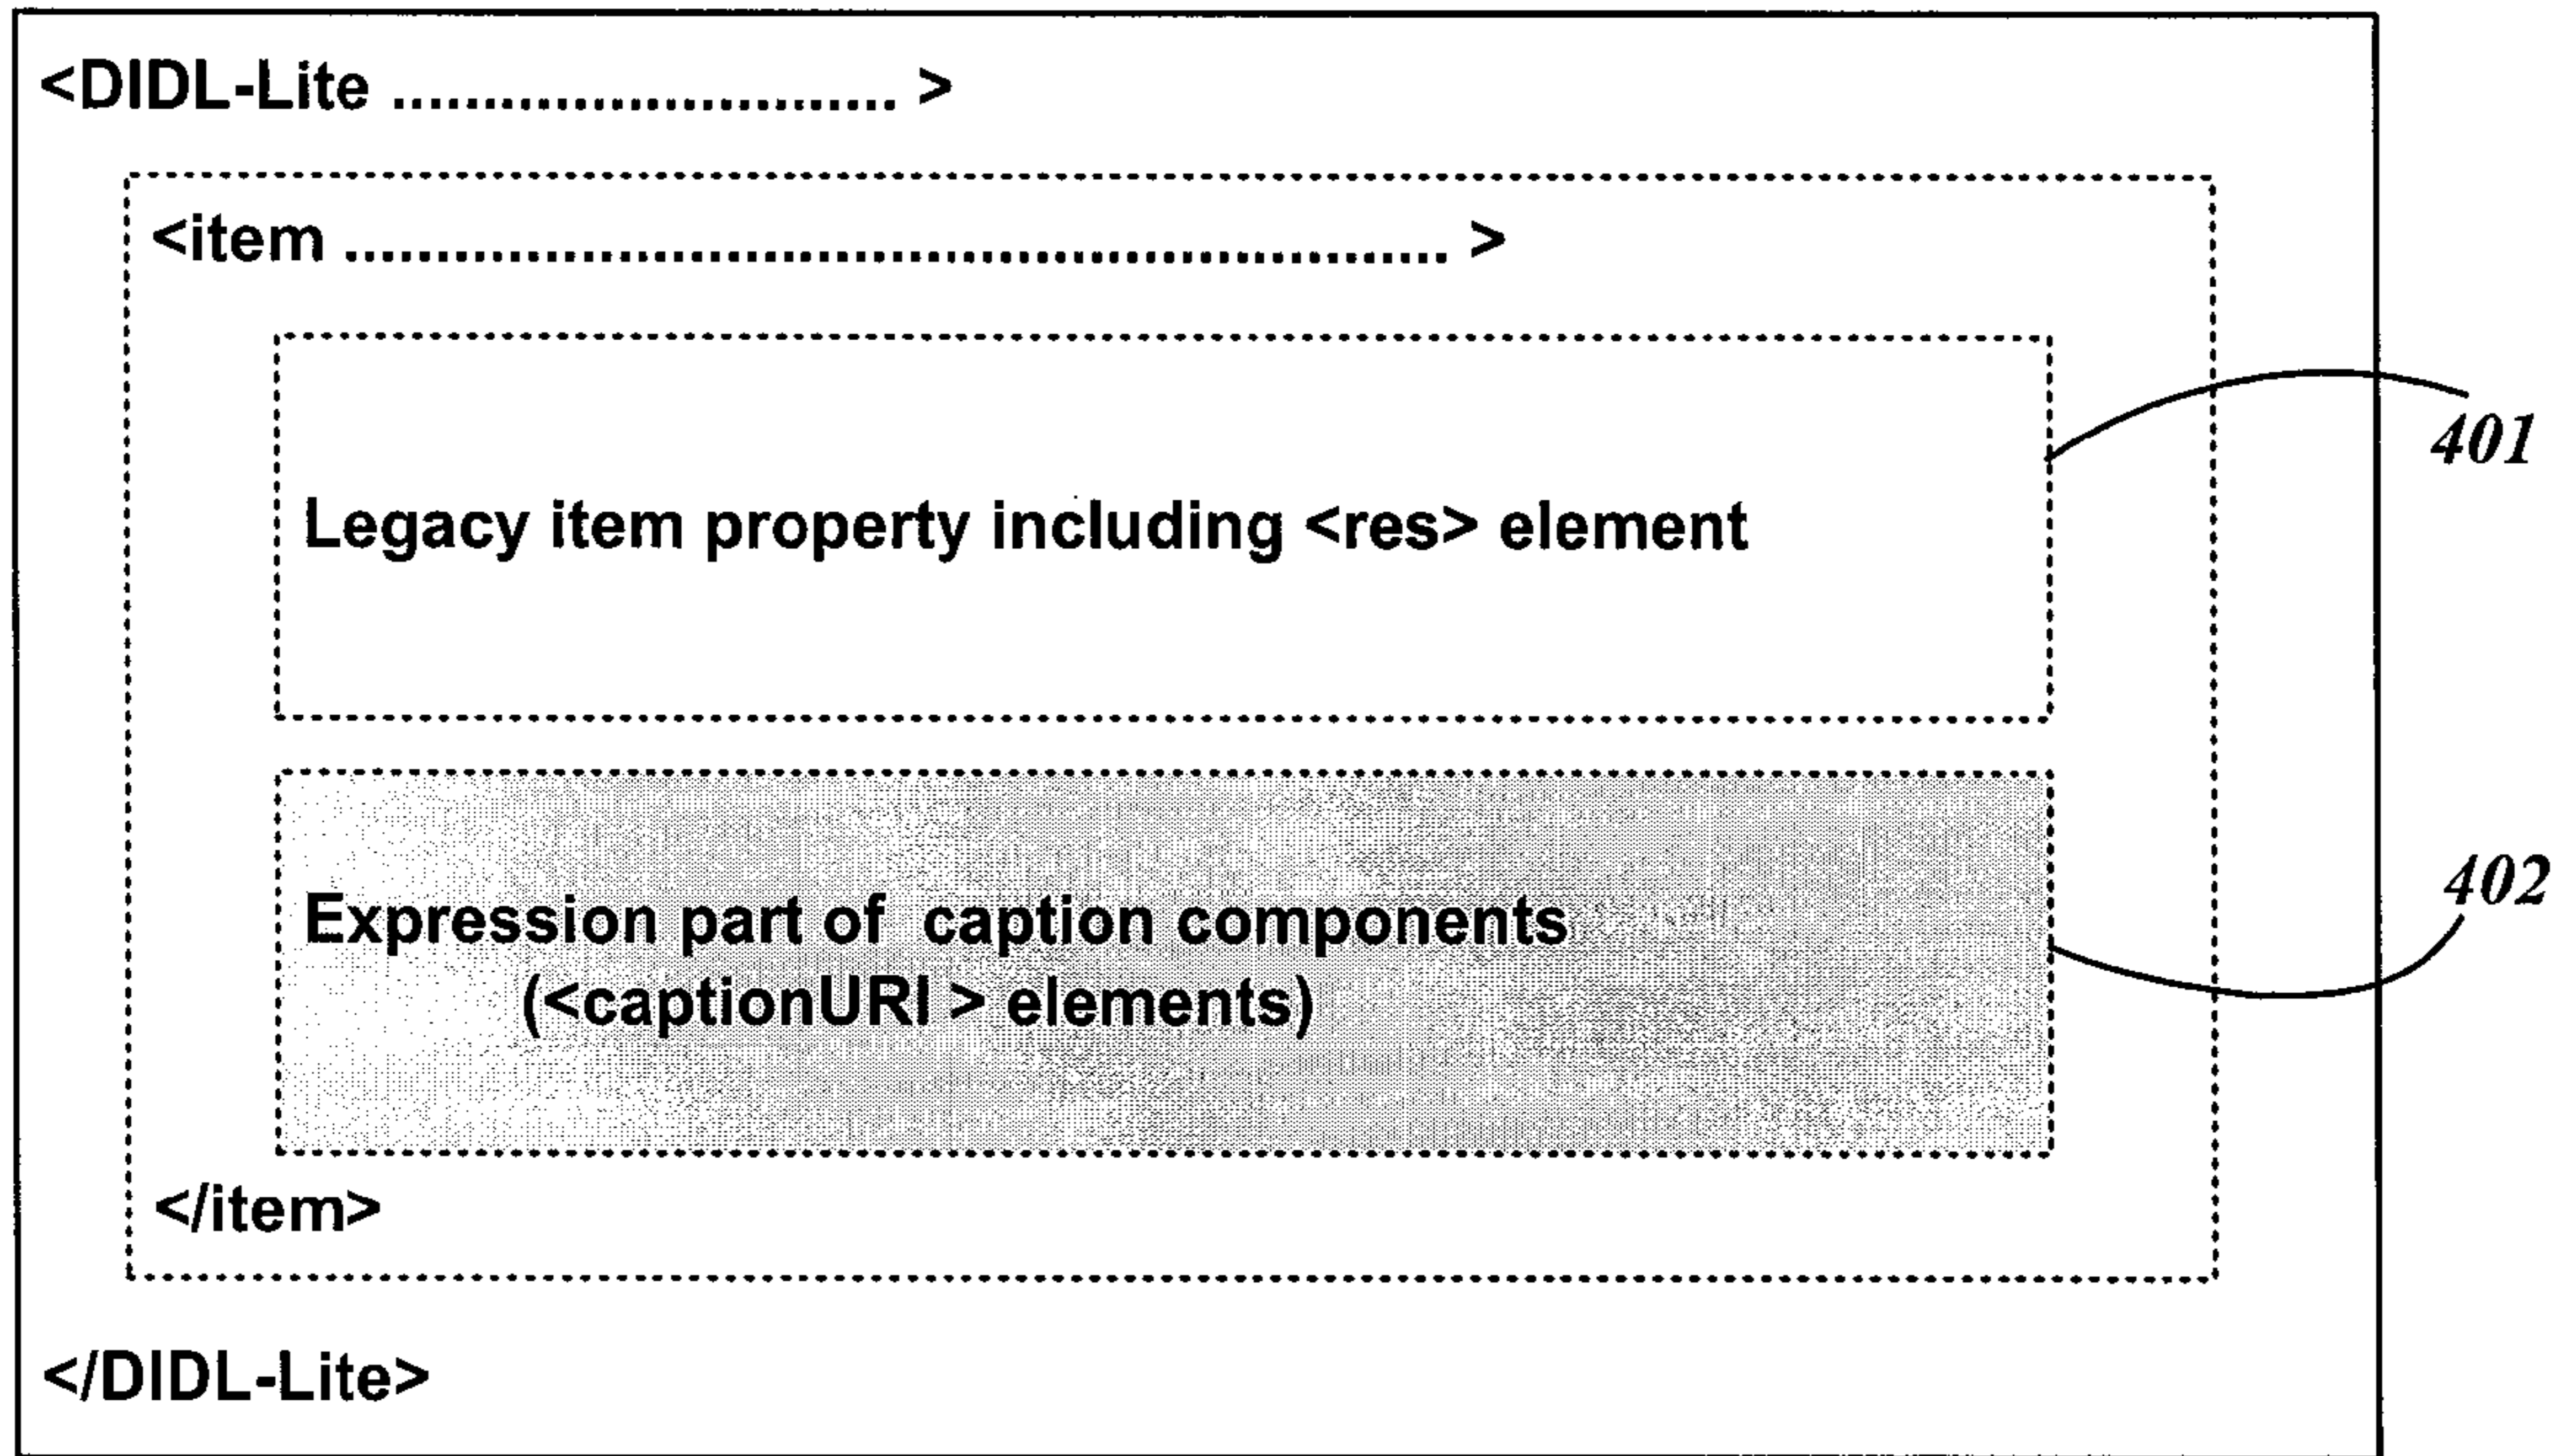 <DIDL-Lite ............................ >
<item ............................................................. >
401
Legacy item property including <res> element
402
Expression part of caption components
(<captionURI > elements)
</item>
</DIDL-Lite>